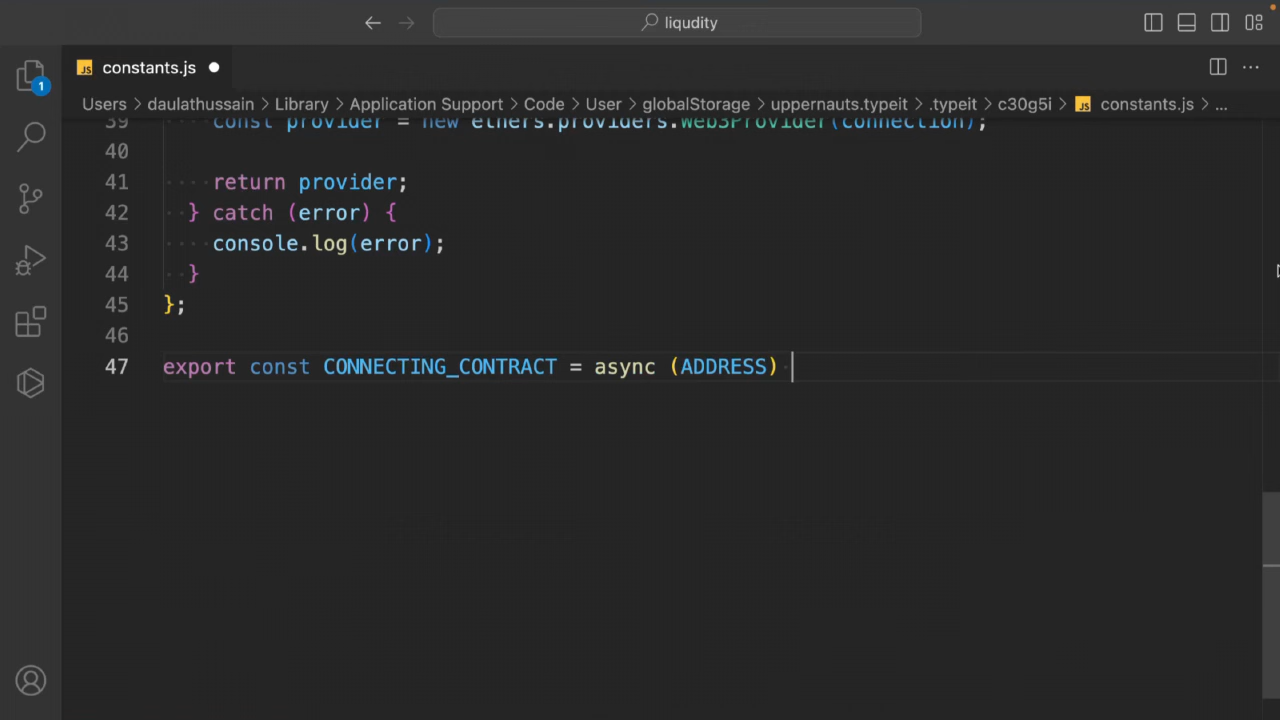 liqudity
constants.js
1
Users > daulathussain > Library > Application Support > Code > User > globalStorage > uppernauts.typeit > .typeit > c30g5i > JS constants.js > ...
39 const provider = new ethers.providers.Web3Provider(connection);
40
41 return provider;
42 } catch (error) {
43 console.log(error);
44 }
45 };
46
47 export const CONNECTING_CONTRACT = async (ADDRESS)